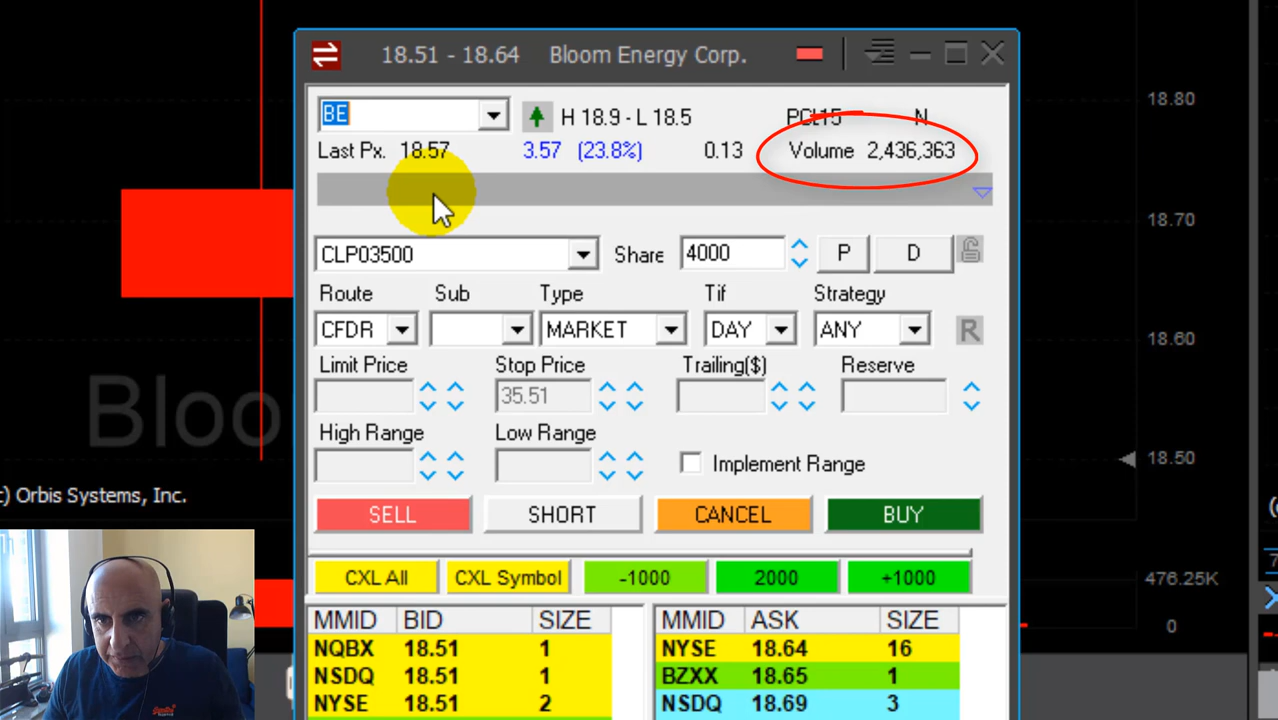 18.51 - 18.64 Bloom Energy Corp.
BE H 18.9 - L 18.5 PCL15 N
Last Px. 18.57 3.57 (23.8%) 0.13 Volume 2,436,363
CLP03500 Share 4000 P D
Route Sub Type Tif Strategy
CFDR MARKET DAY ANY R
Limit Price Stop Price Trailing($) Reserve
35.51
High Range Low Range
Implement Range
SELL SHORT CANCEL BUY
CXL All CXL Symbol -1000 2000 +1000
MMID BID SIZE MMID ASK SIZE
NQBX 18.51 1 NYSE 18.64 16
NSDQ 18.51 1 BZXX 18.65 1
NYSE 18.51 2 NSDQ 18.69 3
18.80
18.70
18.60
18.50
476.25K
0
Bloo
Orbis Systems, Inc.